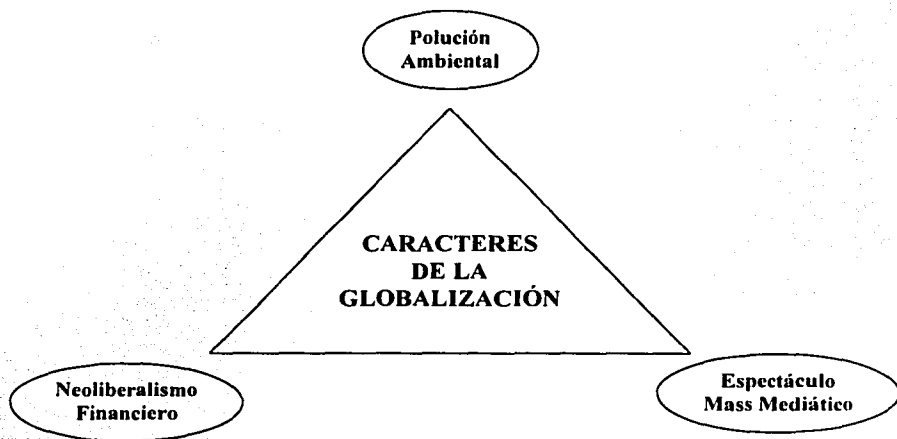 Polución
Ambiental
CARACTERES
DE LA
GLOBALIZACIÓN
Neoliberalismo
Financiero
Espectáculo
Mass Mediático